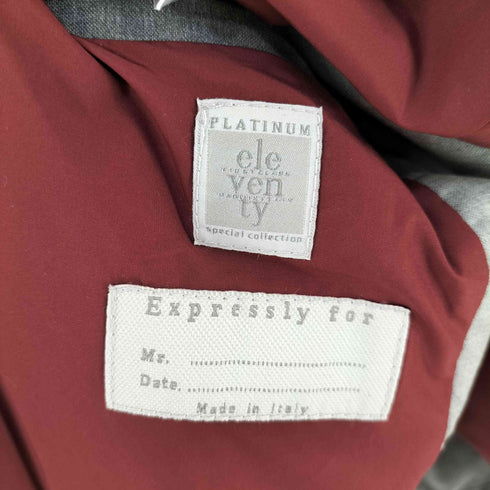 PLATINUM
ele
ven
ty
special collection
Expressly for
Mr. ........................................
Date. ........................................
Made in Italy